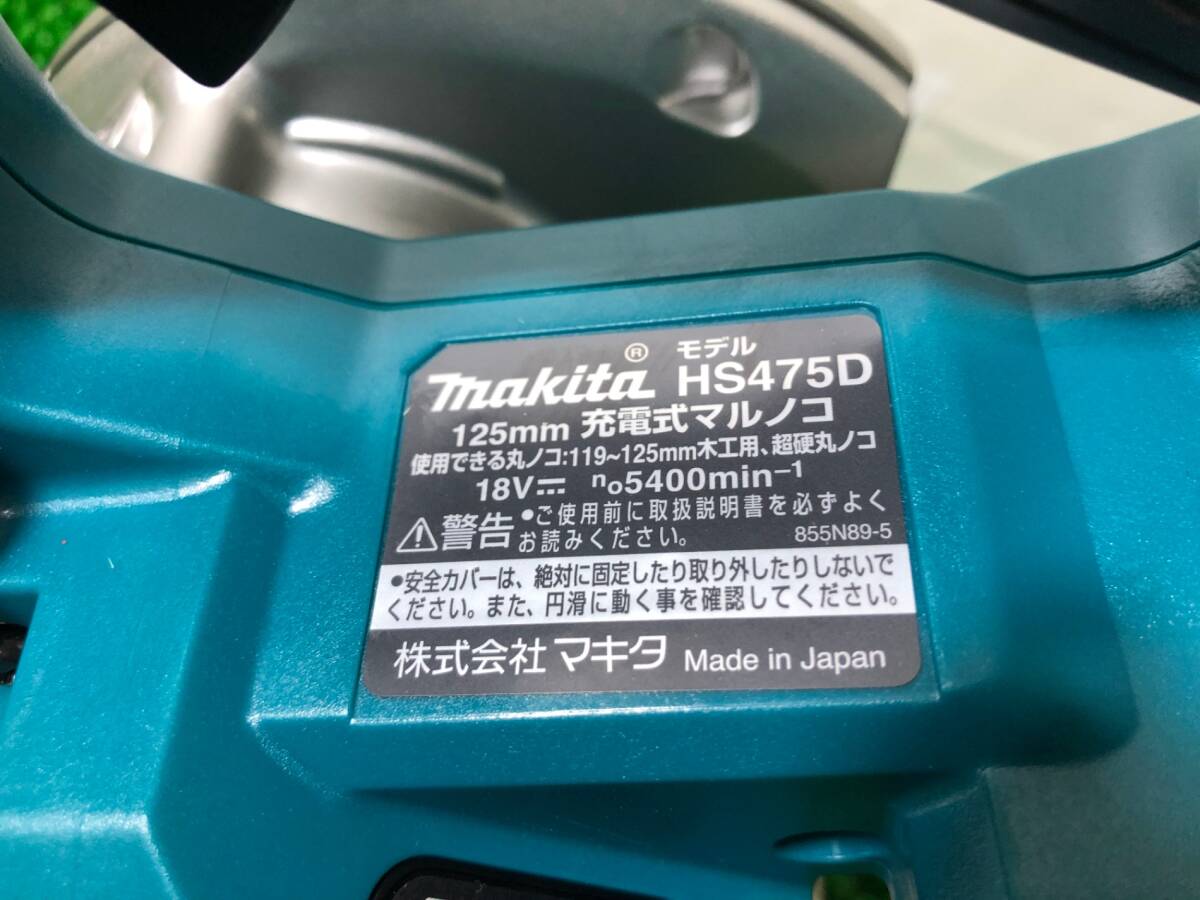 makita® モデル HS475D
125mm 充電式マルノコ
使用できる丸ノコ:119~125mm木工用、超硬丸ノコ
18V⎓ no5400min-1
⚠警告 •ご使用前に取扱説明書を必ずよく
お読みください。 855N89-5
•安全カバーは、絶対に固定したり取り外したりしないで
ください。また、円滑に動く事を確認してください。
株式会社 マキタ Made in Japan